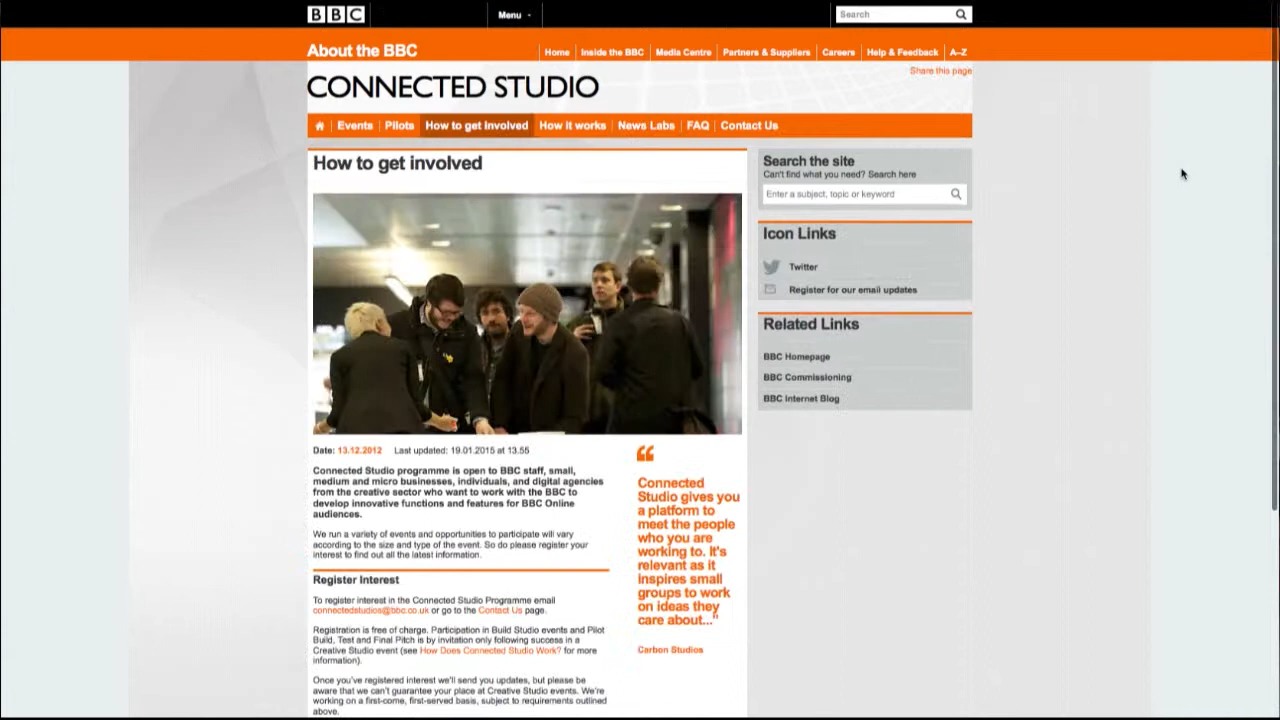 BBC
Menu
Search
About the BBC
Home
Inside the BBC
Media Centre
Partners & Suppliers
Careers
Help & Feedback
A-Z
Share this page
CONNECTED STUDIO
Events
Pilots
How to get involved
How it works
News Labs
FAQ
Contact Us
How to get involved
Date: 13.12.2012 Last updated: 19.01.2015 at 13.55
Connected Studio programme is open to BBC staff, small,
medium and micro businesses, individuals, and digital agencies
from the creative sector who want to work with the BBC to
develop innovative functions and features for BBC Online
audiences.
We run a variety of events and opportunities to participate will vary
according to the size and type of the event. So do please register your
interest to find out all the latest information.
Register Interest
To register interest in the Connected Studio Programme email
connectedstudios@bbc.co.uk or go to the Contact Us page.
Registration is free of charge. Participation in Build Studio events and Pilot
Build, Test and Final Pitch is by invitation only following success in a
Creative Studio event (see How Does Connected Studio Work? for more
information).
Once you've registered interest we'll send you updates, but please be
aware that we can't guarantee your place at Creative Studio events. We're
working on a first-come, first-served basis, subject to requirements outlined
above.
“
Connected
Studio gives you
a platform to
meet the people
who you are
working to. It's
relevant as it
inspires small
groups to work
on ideas they
care about..."
Carbon Studios
Search the site
Can't find what you need? Search here
Enter a subject, topic or keyword
Icon Links
Twitter
Register for our email updates
Related Links
BBC Homepage
BBC Commissioning
BBC Internet Blog